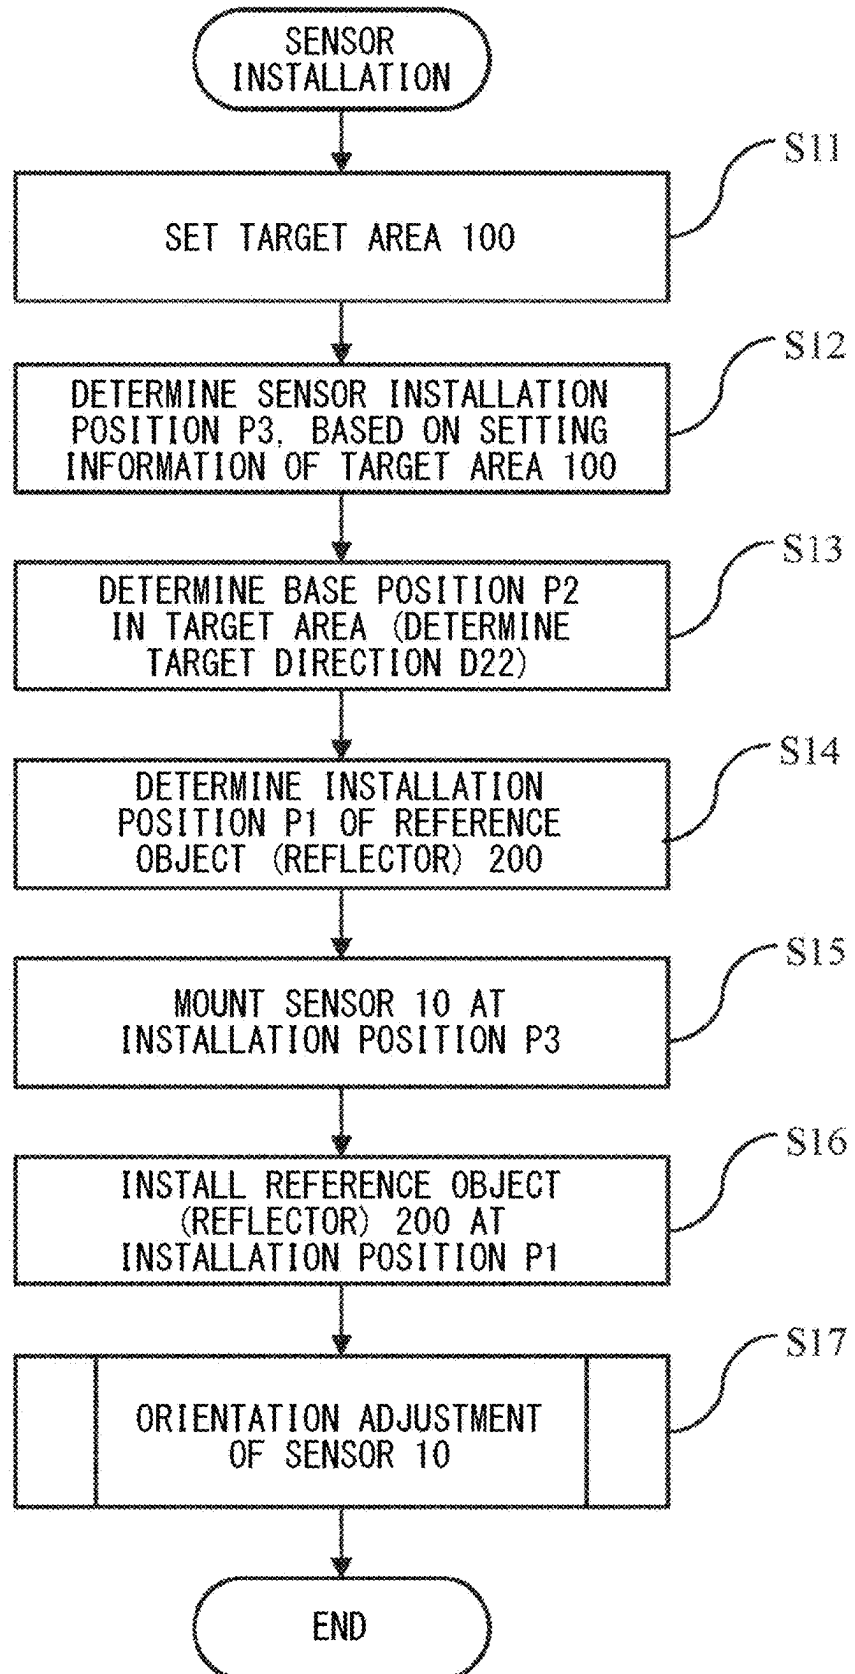 SENSOR
INSTALLATION
S11
SET TARGET AREA 100
S12
DETERMINE SENSOR INSTALLATION
POSITION P3, BASED ON SETTING
INFORMATION OF TARGET AREA 100
S13
DETERMINE BASE POSITION P2
IN TARGET AREA (DETERMINE
TARGET DIRECTION D22)
S14
DETERMINE INSTALLATION
POSITION P1 OF REFERENCE
OBJECT (REFLECTOR) 200
S15
MOUNT SENSOR 10 AT
INSTALLATION POSITION P3
S16
INSTALL REFERENCE OBJECT
(REFLECTOR) 200 AT
INSTALLATION POSITION P1
S17
ORIENTATION ADJUSTMENT
OF SENSOR 10
END